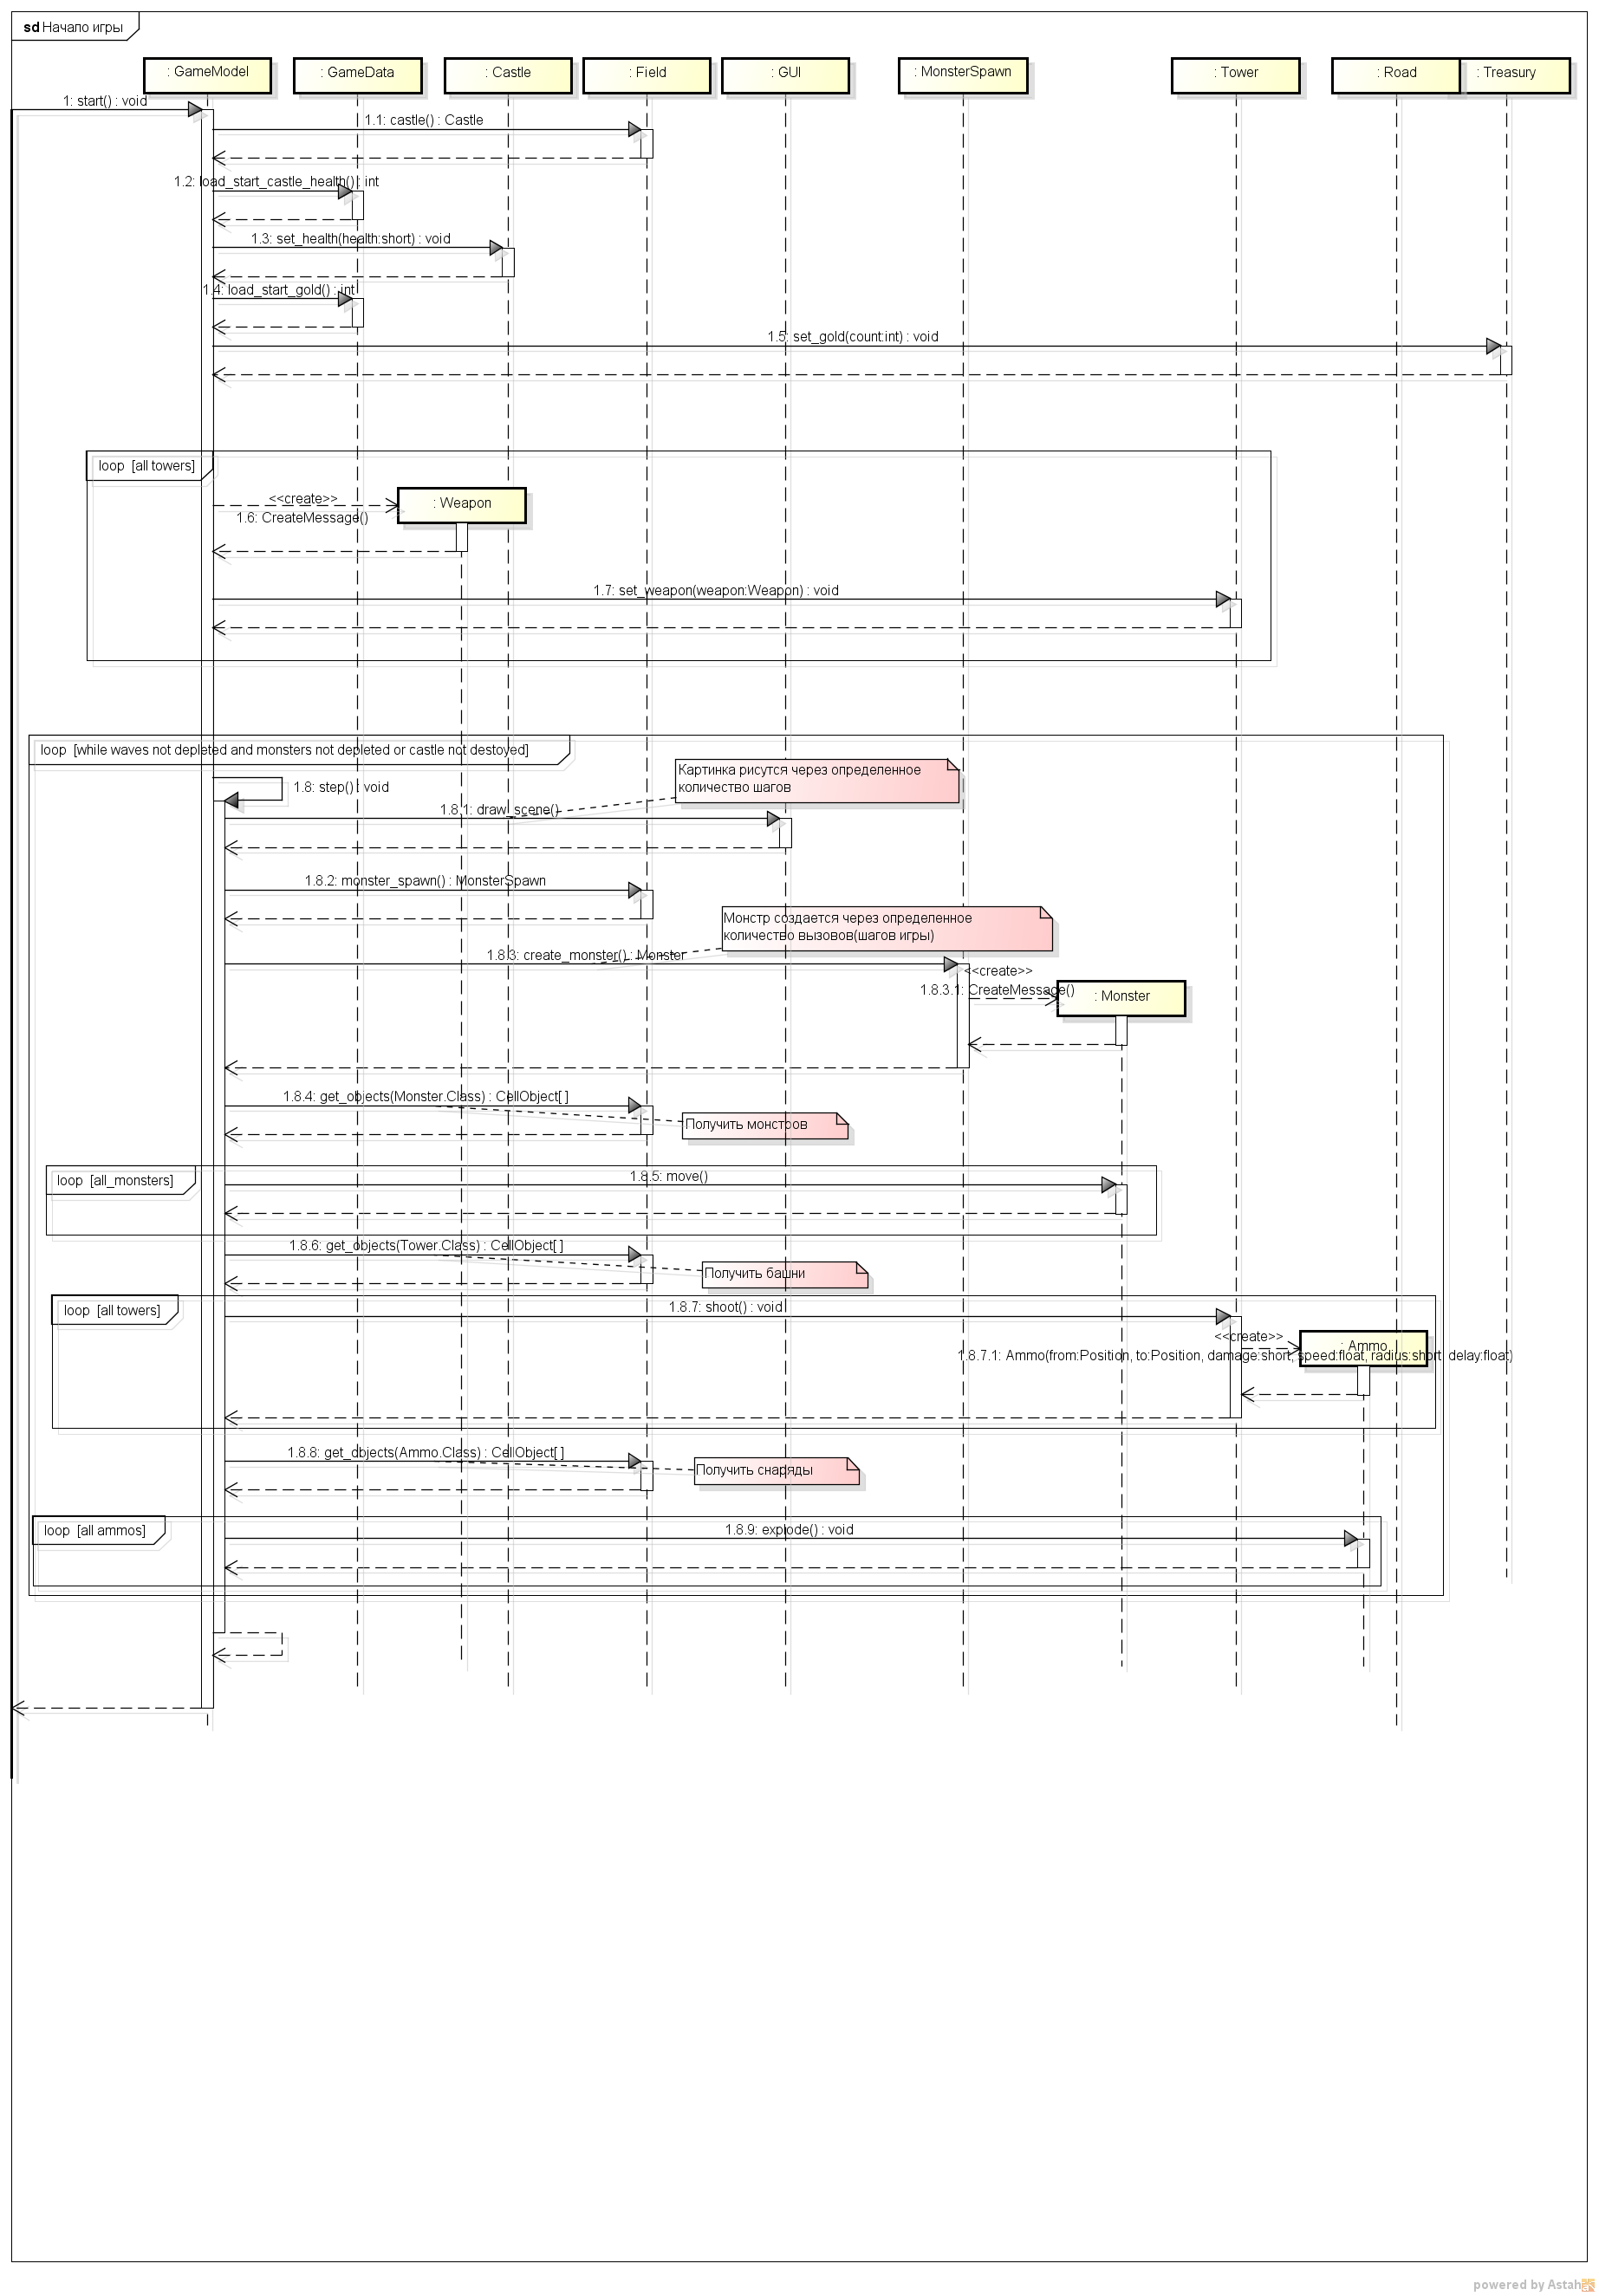 sd Начало игры
: GameModel
: GameData
: Castle
: Field
: GUI
: MonsterSpawn
: Tower
: Road
: Treasury
1: start() : void
1.1: castle() : Castle
1.2: load_start_castle_health() : int
1.3: set_health(health:short) : void
1.4: load_start_gold() : int
1.5: set_gold(count:int) : void
loop [all towers]
<<create>>
: Weapon
1.6: CreateMessage()
1.7: set_weapon(weapon:Weapon) : void
loop [while waves not depleted and monsters not depleted or castle not destoyed]
Картинка рисутся через определенное
количество шагов
1.8: step() : void
1.8.1: draw_scene()
1.8.2: monster_spawn() : MonsterSpawn
Монстр создается через определенное
количество вызовов(шагов игры)
1.8.3: create_monster() : Monster
<<create>>
1.8.3.1: CreateMessage()
: Monster
1.8.4: get_objects(Monster.Class) : CellObject[ ]
Получить монстров
loop [all_monsters]
1.8.5: move()
1.8.6: get_objects(Tower.Class) : CellObject[ ]
Получить башни
loop [all towers]
1.8.7: shoot() : void
<<create>>
: Ammo
1.8.7.1: Ammo(from:Position, to:Position, damage:short, speed:float, radius:short, delay:float)
1.8.8: get_objects(Ammo.Class) : CellObject[ ]
Получить снаряды
loop [all ammos]
1.8.9: explode() : void
powered by Astah